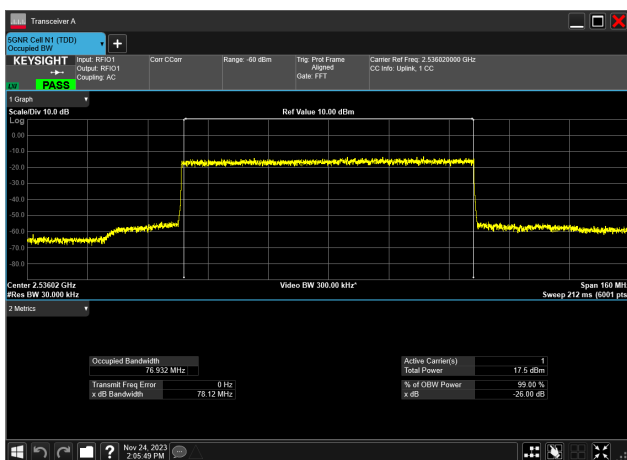 Transceiver A
5GNR Cell N1 (TDD)
Occupied BW
KEYSIGHT
PASS
Input: RFIO1
Output: RFIO1
Coupling: AC
Corr CCorr
Range: -60 dBm
Trig: Prot Frame
Aligned
Gate: FFT
Carrier Ref Freq: 2.536020000 GHz
CC Info: Uplink, 1 CC
1 Graph
Scale/Div 10.0 dB
Ref Value 10.00 dBm
Log
0.00
-10.0
-20.0
-30.0
-40.0
-50.0
-60.0
-70.0
-80.0
Center 2.53602 GHz
#Res BW 30.000 kHz
Video BW 300.00 kHz*
Span 160 MH
Sweep 212 ms (6001 pts
2 Metrics
Occupied Bandwidth
76.932 MHz
Transmit Freq Error 0 Hz
x dB Bandwidth 78.12 MHz
Active Carrier(s) 1
Total Power 17.5 dBm
% of OBW Power 99.00 %
x dB -26.00 dB
Nov 24, 2023
2:05:49 PM